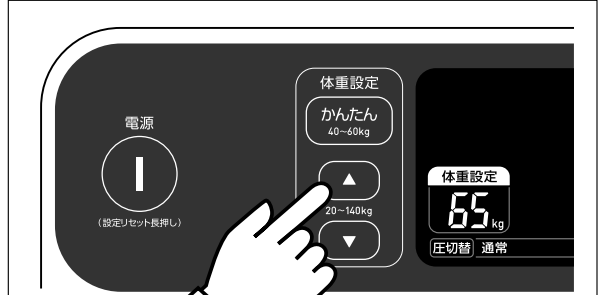 電源
(設定リセット長押し)
体重設定
かんたん
40~60kg
▲
20~140kg
▼
体重設定
65kg
圧切替 通常